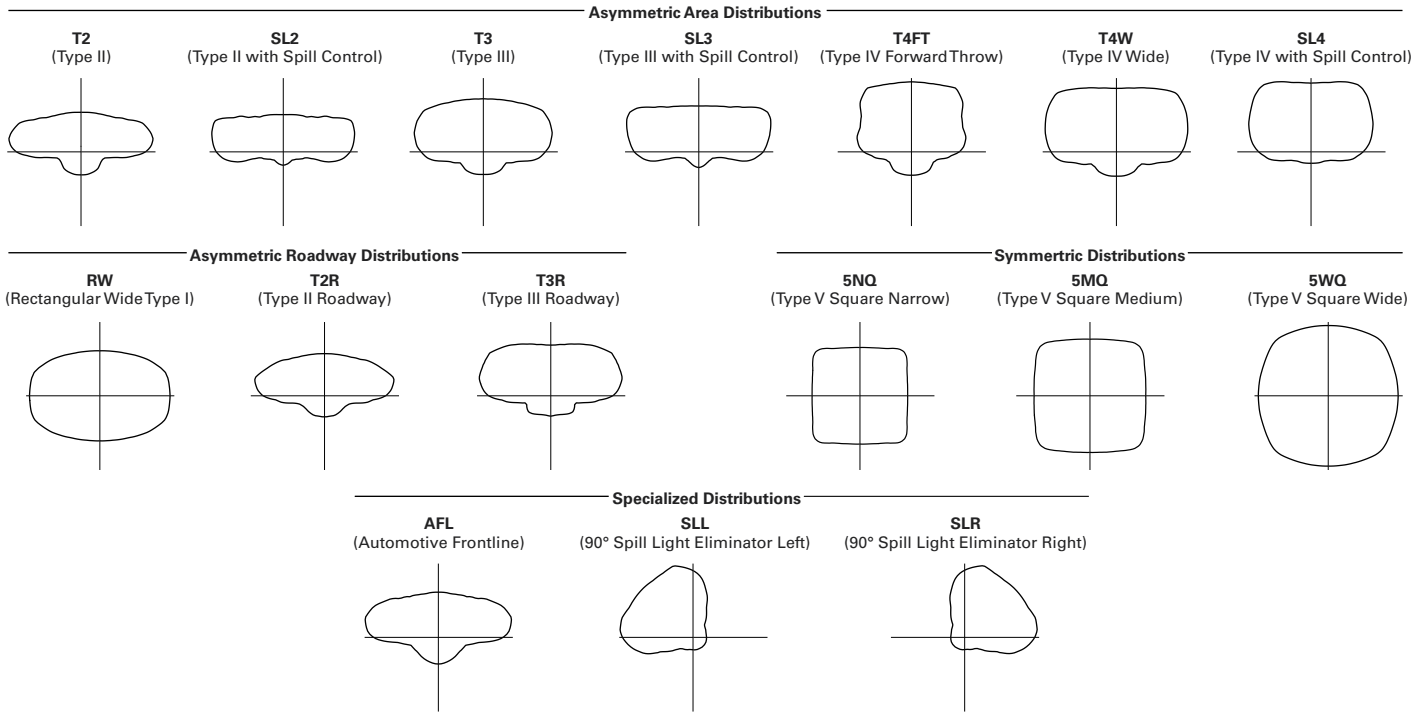 Asymmetric Area Distributions
T2 SL2 T3 SL3 T4FT T4W SL4
(Type II) (Type II with Spill Control) (Type III) (Type III with Spill Control) (Type IV Forward Throw) (Type IV Wide) (Type IV with Spill Control)
Asymmetric Roadway Distributions Symmertric Distributions
RW T2R T3R 5NQ 5MQ 5WQ
(Rectangular Wide Type I) (Type II Roadway) (Type III Roadway) (Type V Square Narrow) (Type V Square Medium) (Type V Square Wide)
Specialized Distributions
AFL SLL SLR
(Automotive Frontline) (90° Spill Light Eliminator Left) (90° Spill Light Eliminator Right)